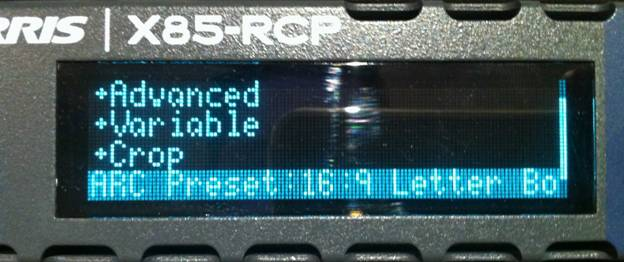 RRIS | X85-RCP
+Advanced
+Variable
+Crop
ARC Preset:16:9 Letter Bo